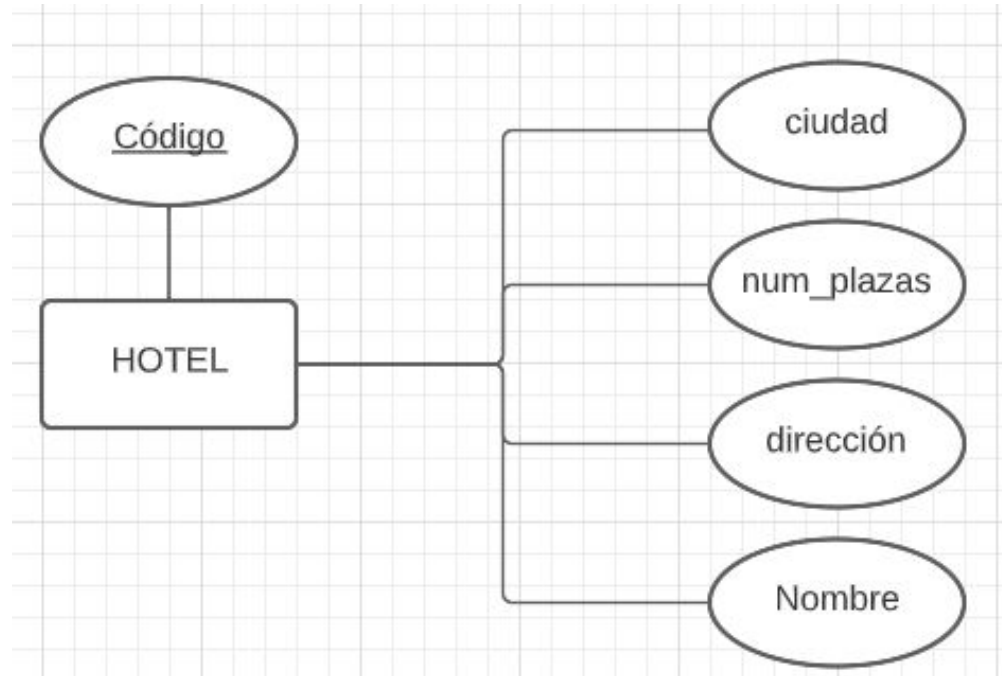 Código
HOTEL
ciudad
num_plazas
dirección
Nombre